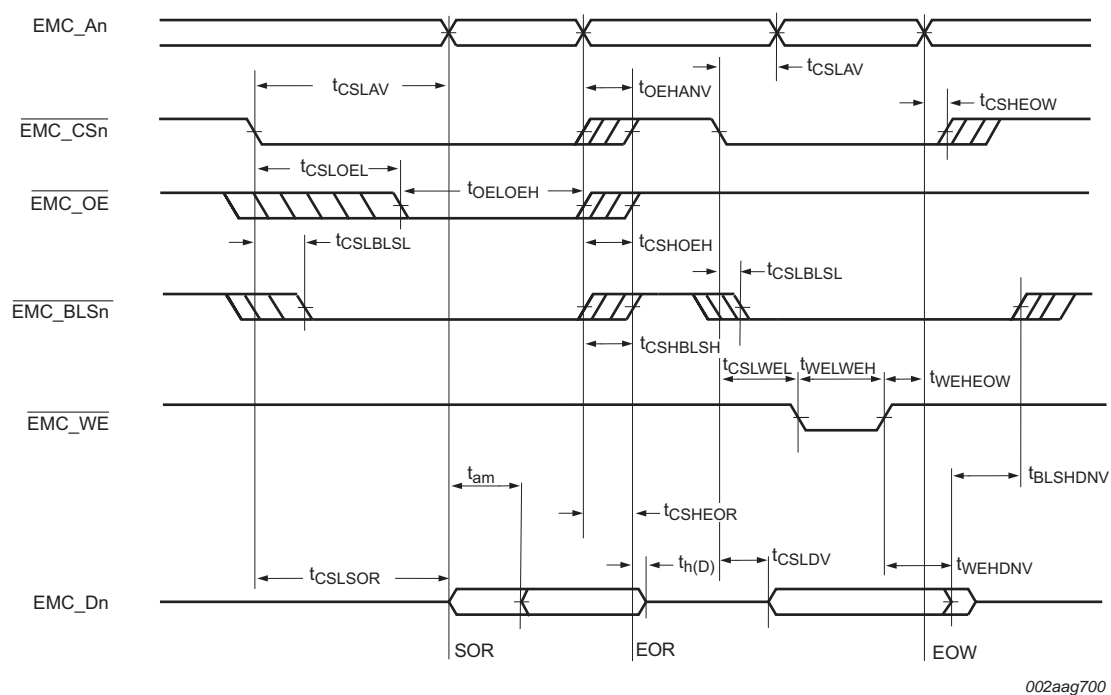 EMC_An
tCSLAV
tOEHANV
tCSLAV
tCSHEOW
EMC_CSn
tCSLOEL
tOELOEH
EMC_OE
tCSLBLSL
tCSHOEH
tCSLBLSL
EMC_BLSn
tCSHBLSH
tCSLWEL
tWELWEH
tWEHEOW
EMC_WE
tam
tBLSHDNV
tCSHEOR
tCSLSOR
th(D)
tCSLDV
tWEHDNV
EMC_Dn
SOR
EOR
EOW
002aag700